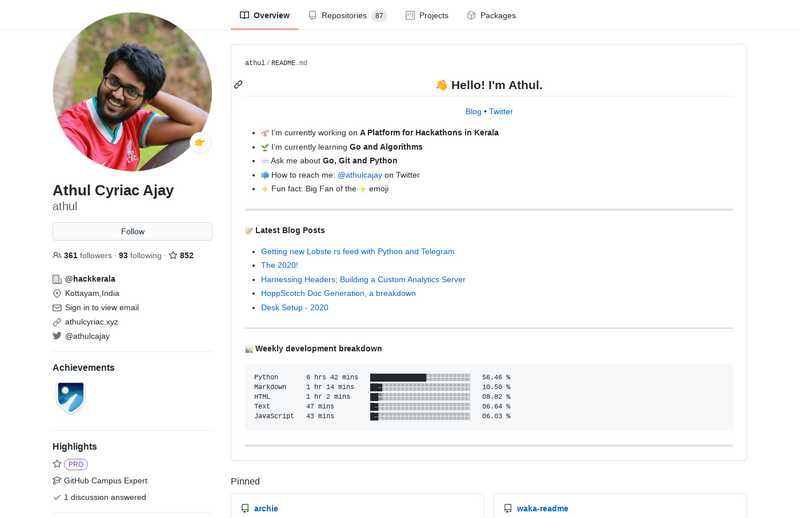 Overview Repositories 87 Projects Packages
athul/README.md
👋 Hello! I'm Athul.
Blog • Twitter
I'm currently working on A Platform for Hackathons in Kerala
🌱 I'm currently learning Go and Algorithms
💬 Ask me about Go, Git and Python
📫 How to reach me: @athulcajay on Twitter
⚡ Fun fact: Big Fan of the ⚡ emoji
📝 Latest Blog Posts
Getting new Lobste.rs feed with Python and Telegram
The 2020!
Harnessing Headers; Building a Custom Analytics Server
HoppScotch Doc Generation, a breakdown
Desk Setup - 2020
📊 Weekly development breakdown
Python 6 hrs 42 mins 56.46 %
Markdown 1 hr 14 mins 10.50 %
HTML 1 hr 2 mins 08.82 %
Text 47 mins 06.64 %
JavaScript 43 mins 06.03 %
Pinned
archie
waka-readme
Athul Cyriac Ajay
athul
Follow
361 followers · 93 following · 852
@hackkerala
Kottayam,India
Sign in to view email
athulcyriac.xyz
@athulcajay
Achievements
Highlights
PRO
GitHub Campus Expert
1 discussion answered